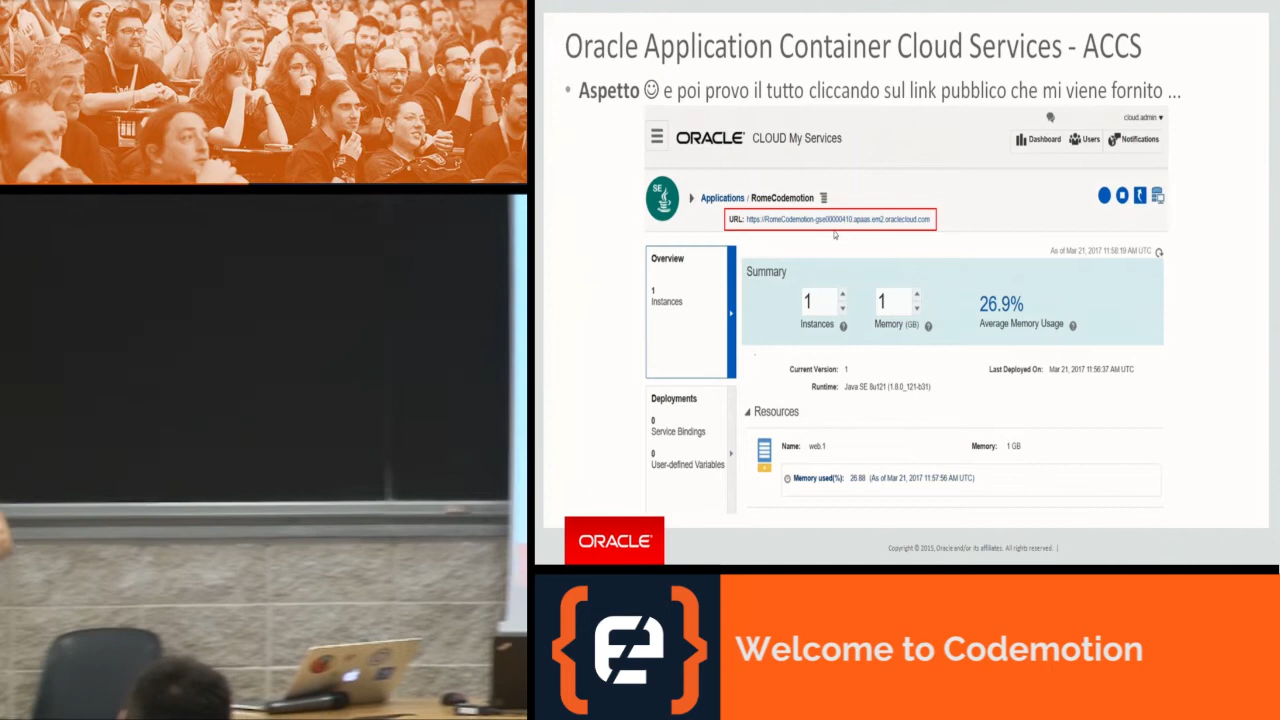 Oracle Application Container Cloud Services - ACCS
• Aspetto ☺ e poi provo il tutto cliccando sul link pubblico che mi viene fornito ...
cloud.admin ▾
ORACLE CLOUD My Services
Dashboard Users Notifications
SE
Applications / RomeCodemotion
URL: https://RomeCodemotion-gse00000410.apaas.em2.oraclecloud.com
As of Mar 21, 2017 11:58:19 AM UTC
Overview
1
Instances
Summary
1
Instances
1
Memory (GB)
26.9%
Average Memory Usage
Current Version: 1
Last Deployed On: Mar 21, 2017 11:56:37 AM UTC
Runtime: Java SE 8u121 (1.8.0_121-b31)
Deployments
0
Service Bindings
0
User-defined Variables
Resources
Name: web.1
Memory: 1 GB
Memory used(%): 26.88 (As of Mar 21, 2017 11:57:56 AM UTC)
ORACLE
Copyright © 2015, Oracle and/or its affiliates. All rights reserved. |
Welcome to Codemotion